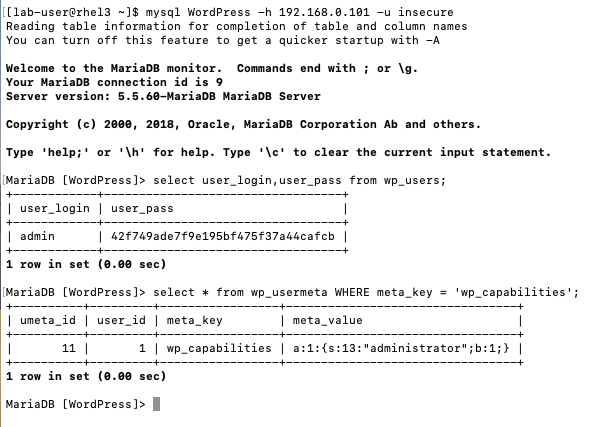 [[lab-user@rhel3 ~]$ mysql WordPress -h 192.168.0.101 -u insecure
Reading table information for completion of table and column names
You can turn off this feature to get a quicker startup with -A
Welcome to the MariaDB monitor.  Commands end with ; or \g.
Your MariaDB connection id is 9
Server version: 5.5.60-MariaDB MariaDB Server
Copyright (c) 2000, 2018, Oracle, MariaDB Corporation Ab and others.
Type 'help;' or '\h' for help. Type '\c' to clear the current input statement.
[MariaDB [WordPress]> select user_login,user_pass from wp_users;
+------------+----------------------------------+
| user_login | user_pass                        |
+------------+----------------------------------+
| admin      | 42f749ade7f9e195bf475f37a44cafcb |
+------------+----------------------------------+
1 row in set (0.00 sec)
[MariaDB [WordPress]> select * from wp_usermeta WHERE meta_key = 'wp_capabilities';
+----------+---------+-----------------+---------------------------------+
| umeta_id | user_id | meta_key        | meta_value                      |
+----------+---------+-----------------+---------------------------------+
|       11 |       1 | wp_capabilities | a:1:{s:13:"administrator";b:1;} |
+----------+---------+-----------------+---------------------------------+
1 row in set (0.00 sec)
MariaDB [WordPress]>